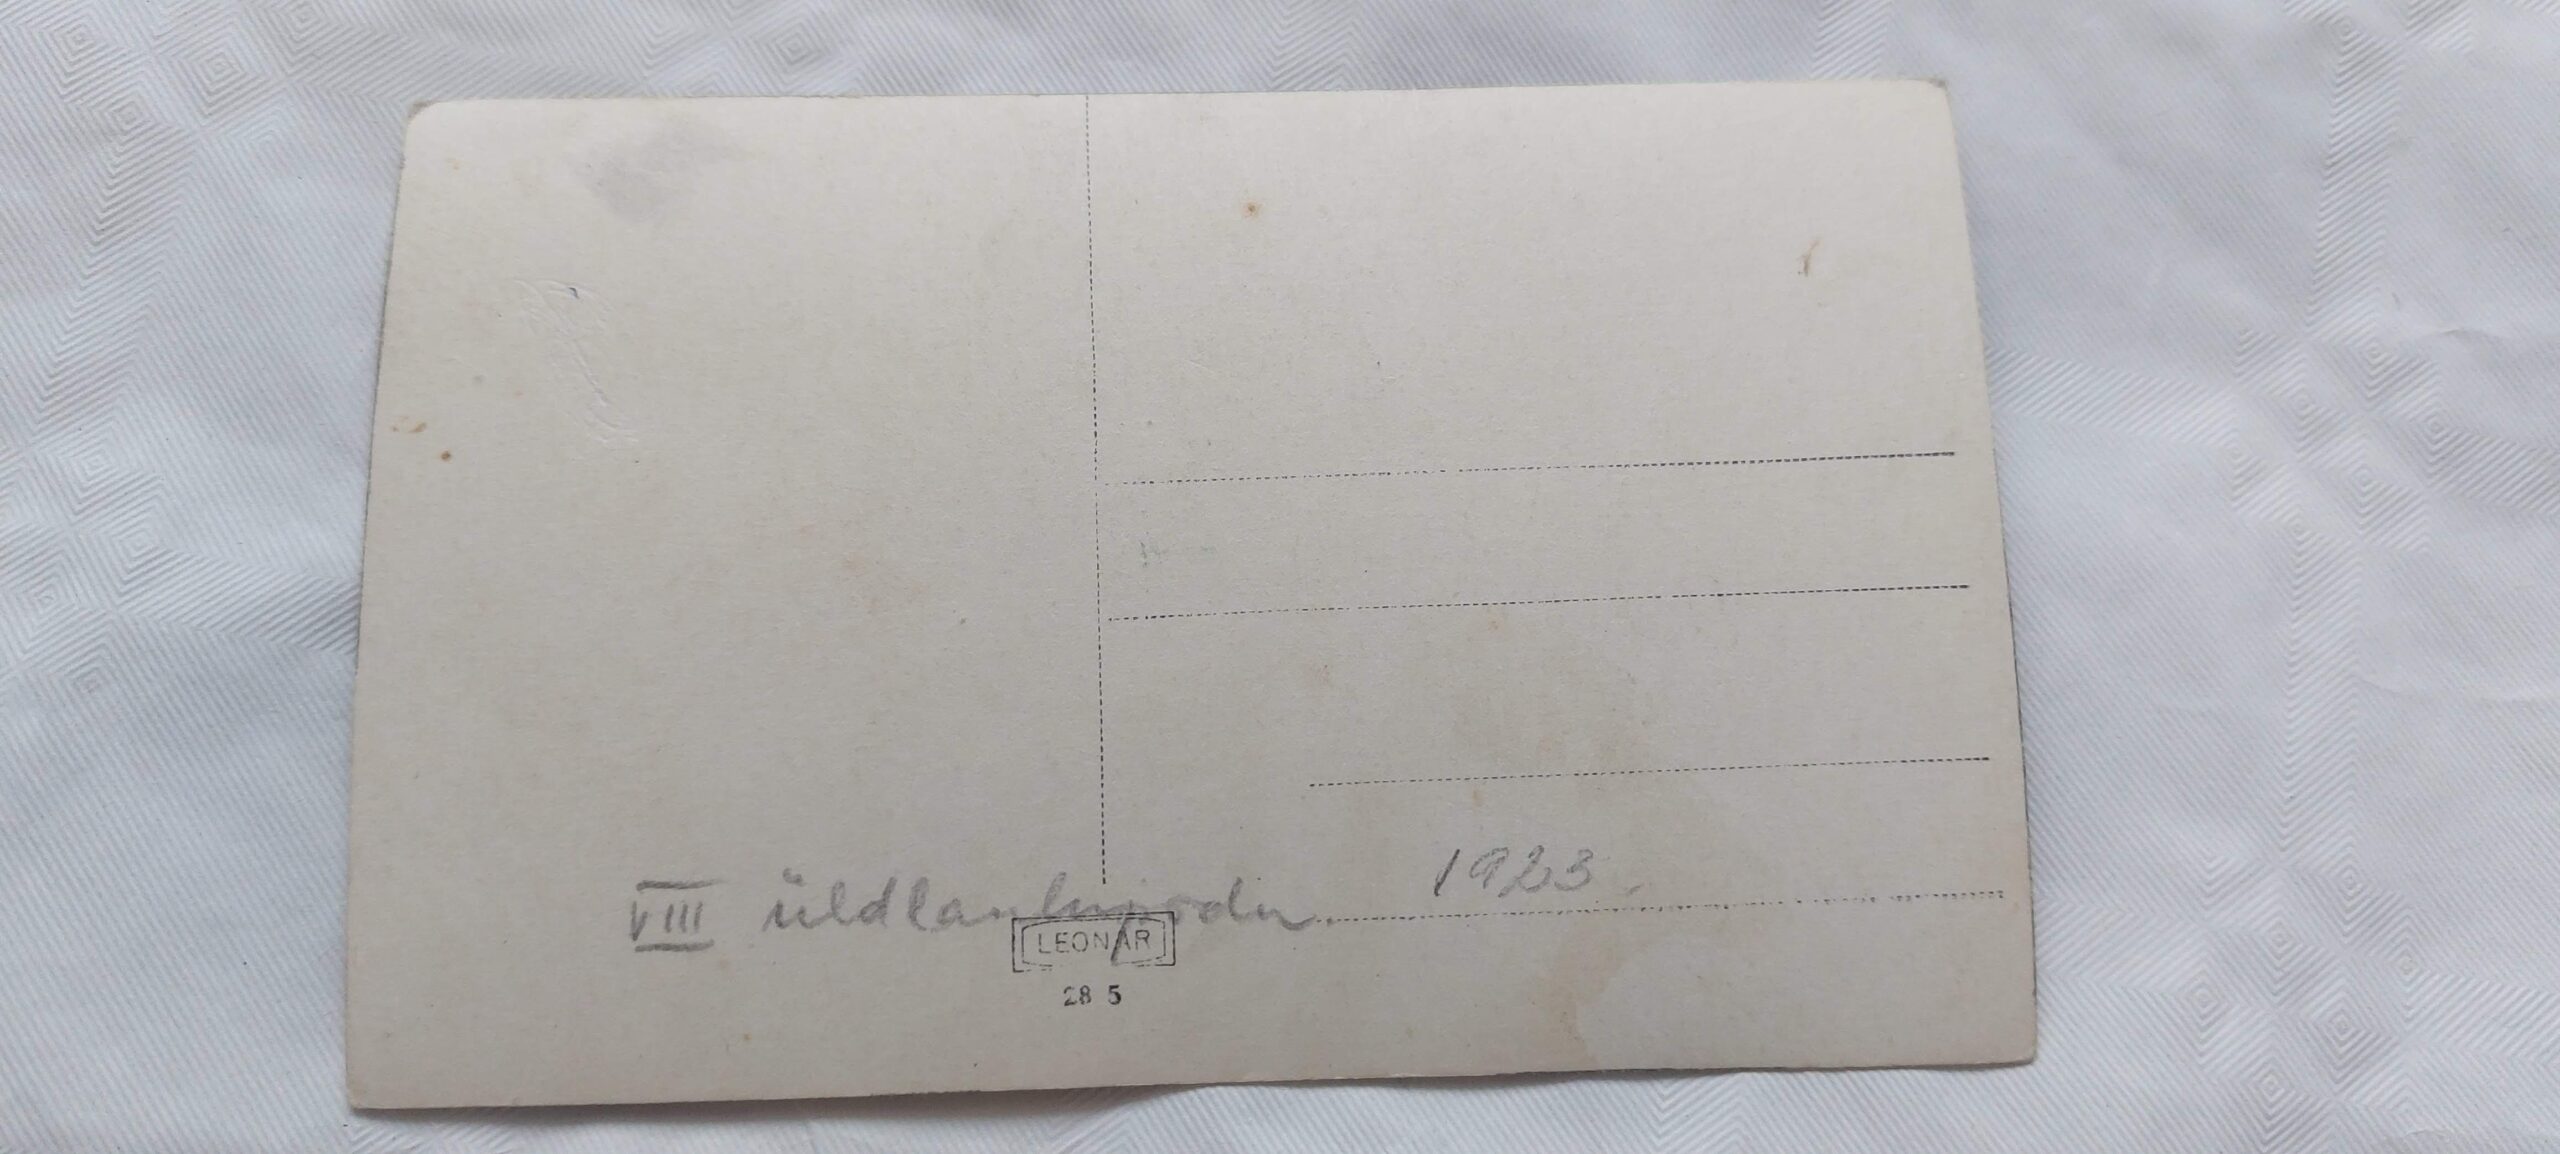 VIII üldlaulupidu. 1923.
LEONAR
28 5